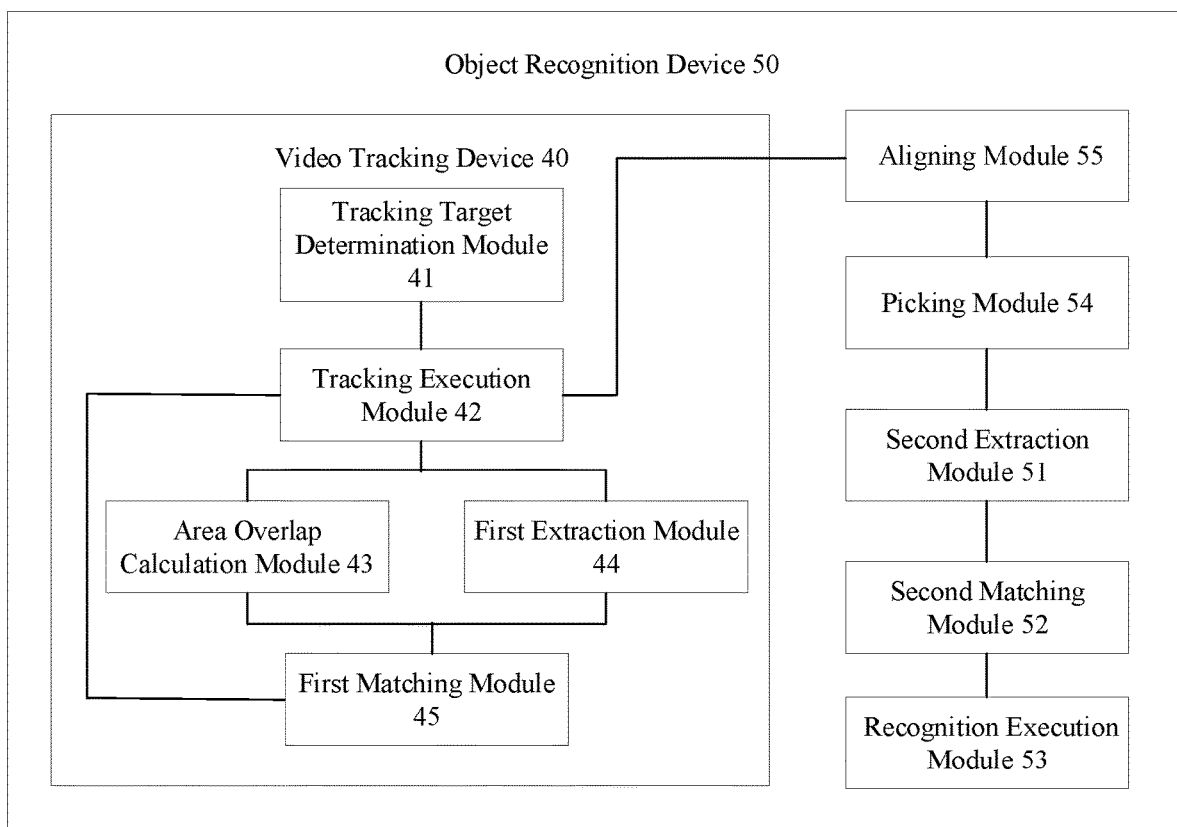 Object Recognition Device 50
Video Tracking Device 40
Tracking Target
Determination Module
41
Tracking Execution
Module 42
Area Overlap
Calculation Module 43
First Extraction Module
44
First Matching Module
45
Aligning Module 55
Picking Module 54
Second Extraction
Module 51
Second Matching
Module 52
Recognition Execution
Module 53